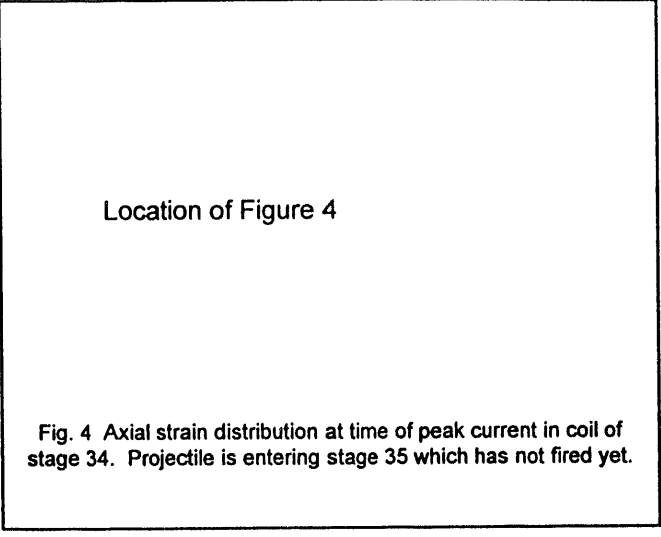 Location of Figure 4
Fig. 4 Axial strain distribution at time of peak current in coil of
stage 34. Projectile is entering stage 35 which has not fired yet.